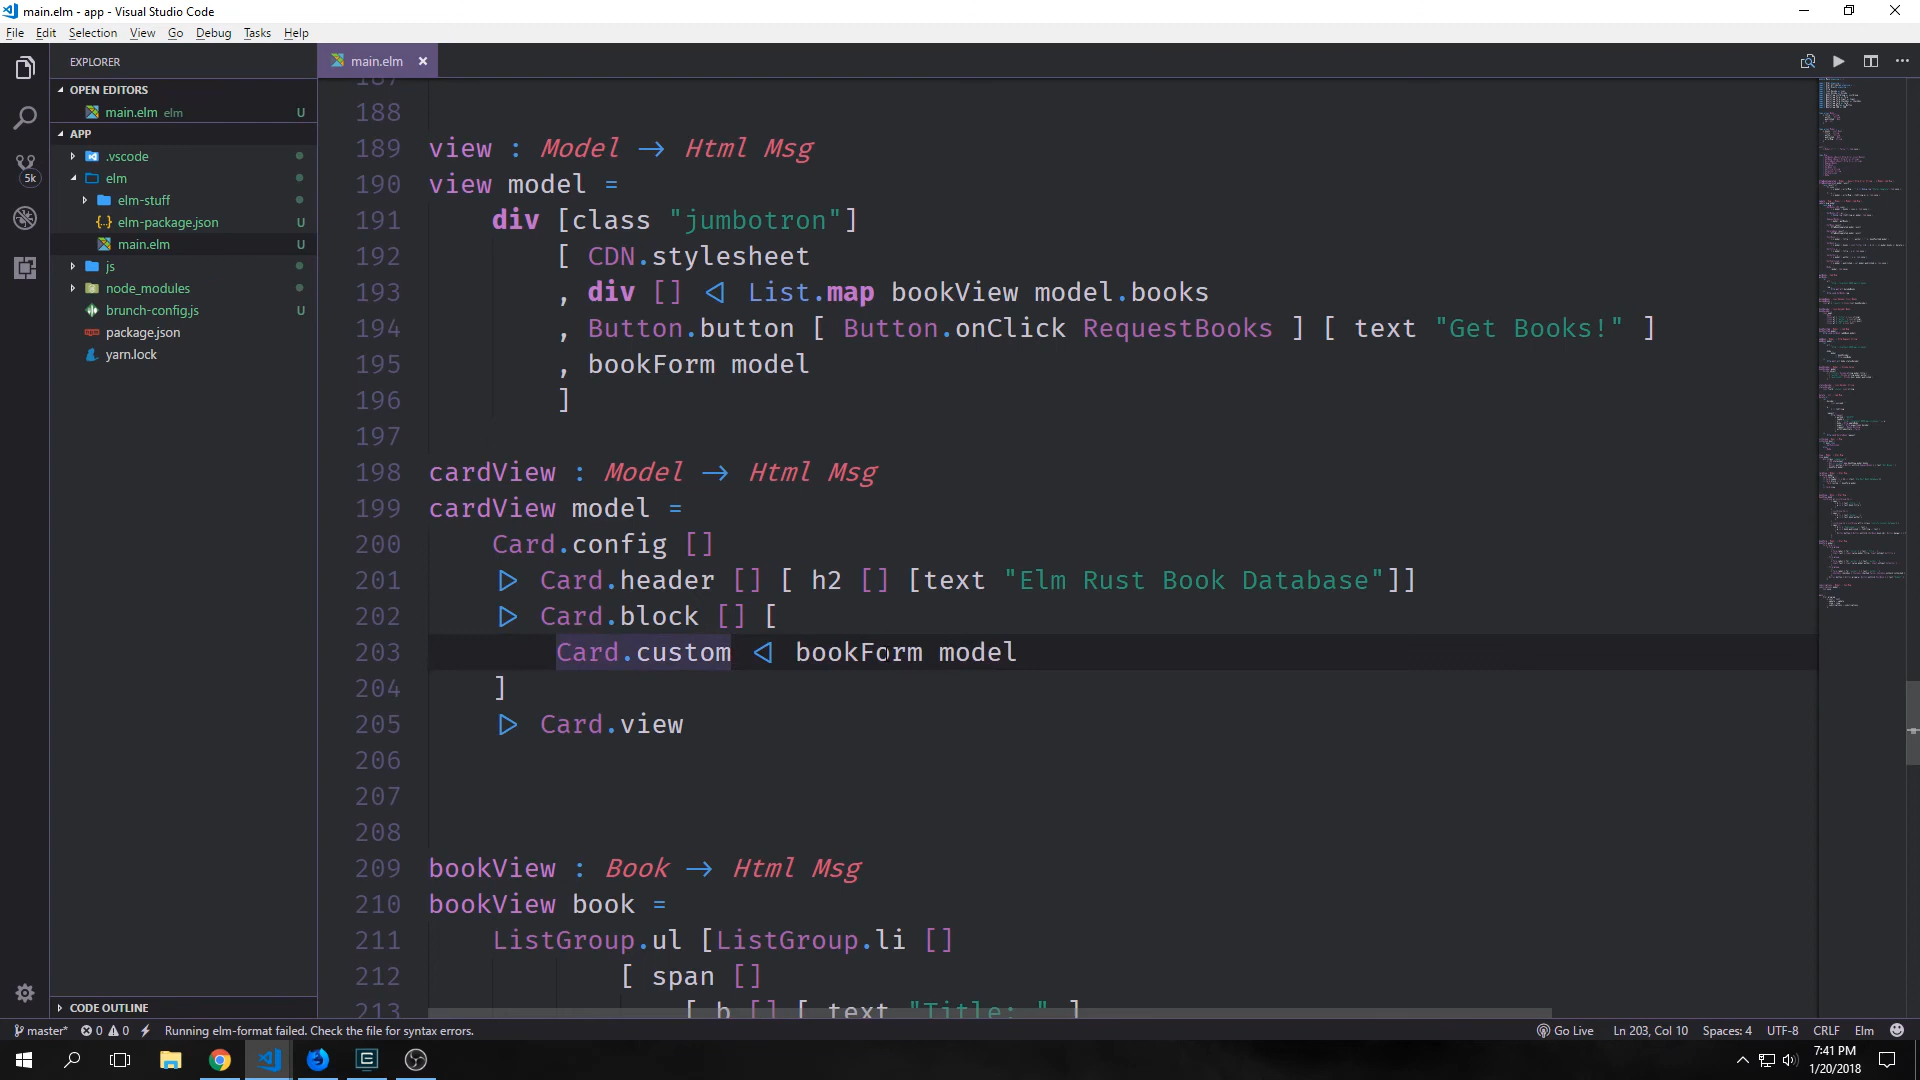 main.elm - app - Visual Studio Code
File Edit Selection View Go Debug Tasks Help
EXPLORER
main.elm
OPEN EDITORS
main.elm elm U
APP
.vscode
elm
elm-stuff
elm-package.json U
main.elm U
js
node_modules
brunch-config.js U
package.json
yarn.lock
5k
CODE OUTLINE
187
188
189 view : Model → Html Msg
190 view model =
191 div [class "jumbotron"]
192 [ CDN.stylesheet
193 , div [] <| List.map bookView model.books
194 , Button.button [ Button.onClick RequestBooks ] [ text "Get Books!" ]
195 , bookForm model
196 ]
197
198 cardView : Model → Html Msg
199 cardView model =
200 Card.config []
201 |> Card.header [] [ h2 [] [text "Elm Rust Book Database"]]
202 |> Card.block [] [
203 Card.custom <| bookForm model
204 ]
205 |> Card.view
206
207
208
209 bookView : Book → Html Msg
210 bookView book =
211 ListGroup.ul [ListGroup.li []
212 [ span []
213 [ b [] [ text "Title: " ]
master* 0 0 Running elm-format failed. Check the file for syntax errors. Go Live Ln 203, Col 10 Spaces: 4 UTF-8 CRLF Elm
7:41 PM
1/20/2018